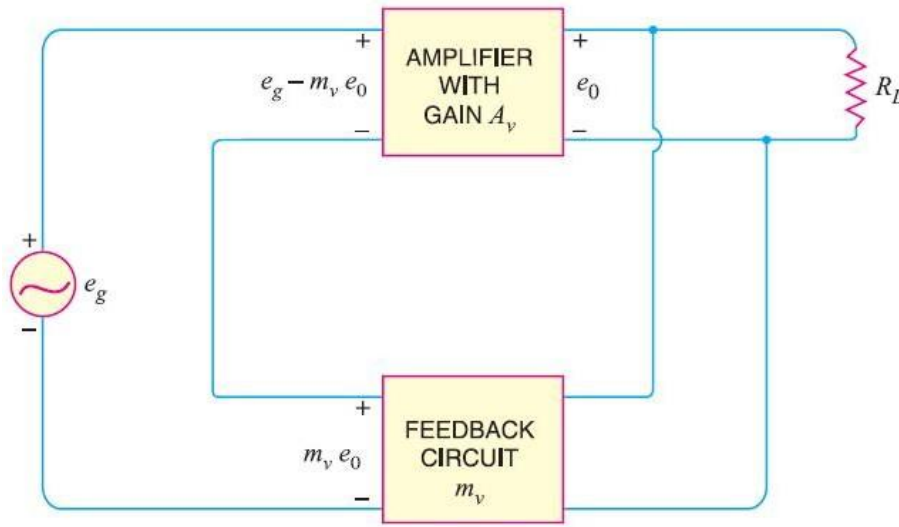 +
+
AMPLIFIER
WITH
GAIN A_v
e_g – m_v e_0
e_0
R_L
–
–
+
e_g
–
+
FEEDBACK
CIRCUIT
m_v
m_v e_0
–